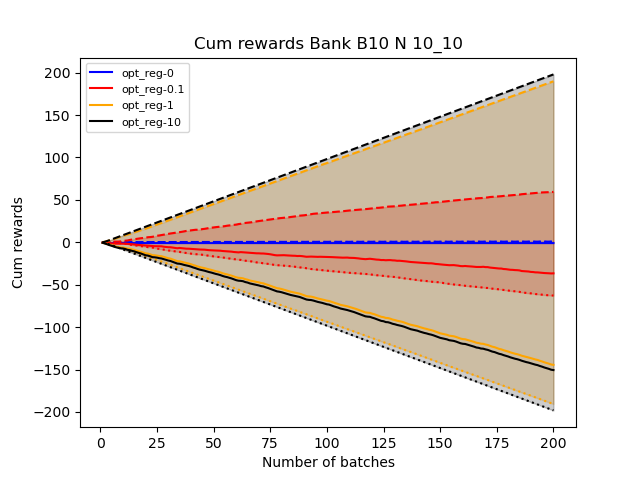 Cum rewards Bank B10 N 10_10
opt_reg-0
opt_reg-0.1
opt_reg-1
opt_reg-10
200
150
100
50
0
−50
−100
−150
−200
Cum rewards
0 25 50 75 100 125 150 175 200
Number of batches